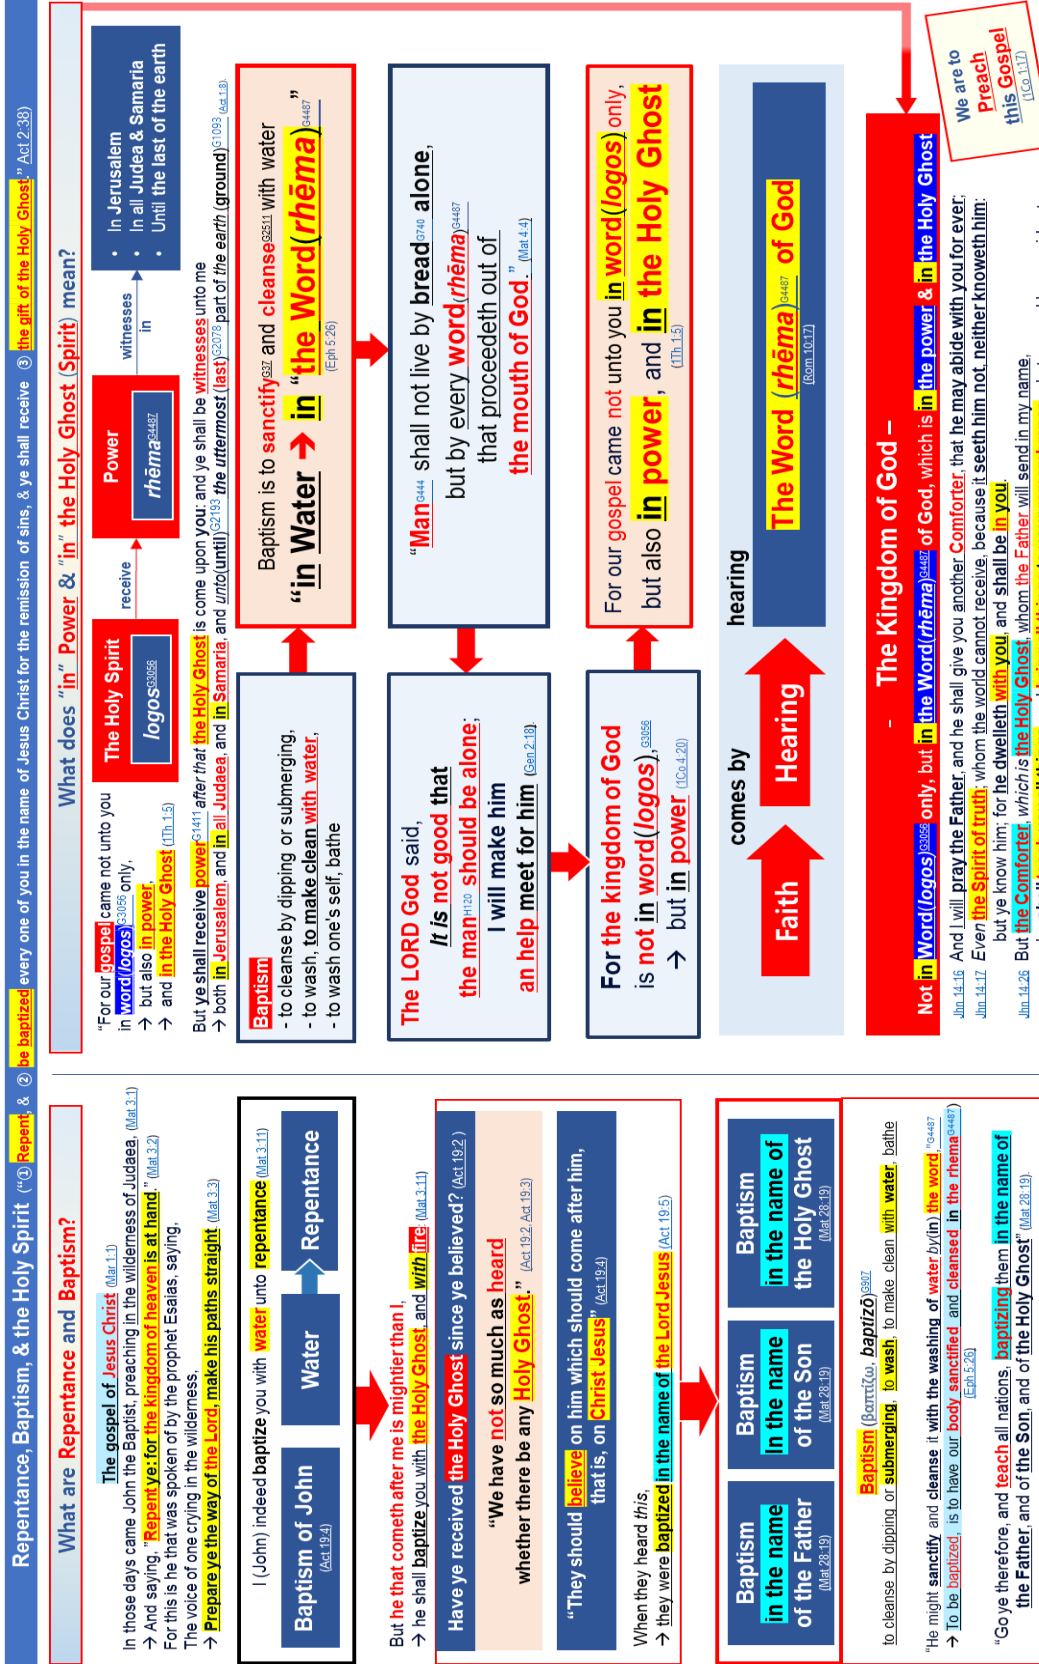 Repentance, Baptism, & the Holy Spirit (“① Repent, & ② be baptized every one of you in the name of Jesus Christ for the remission of sins, & ye shall receive ③ the gift of the Holy Ghost.” Act 2:38)
What are Repentance and Baptism?
The gospel of Jesus Christ (Mar 1:1)
In those days came John the Baptist, preaching in the wilderness of Judaea, (Mat 3:1)
→ And saying, "Repent ye: for the kingdom of heaven is at hand." (Mat 3:2)
For this is he that was spoken of by the prophet Esaias, saying,
The voice of one crying in the wilderness,
→ Prepare ye the way of the Lord, make his paths straight. (Mat 3:3)
I (John) indeed baptize you with water unto repentance (Mat 3:11)
Baptism of John
(Act 19:4)
Water
Repentance
But he that cometh after me is mightier than I,
→ he shall baptize you with the Holy Ghost, and with fire: (Mat 3:11)
Have ye received the Holy Ghost since ye believed? (Act 19:2 )
“We have not so much as heard
whether there be any Holy Ghost.” (Act 19:2, Act 19:3)
“They should believe on him which should come after him,
that is, on Christ Jesus” (Act 19:4)
When they heard this,
→ they were baptized in the name of the Lord Jesus (Act 19:5)
Baptism
in the name
of the Father
(Mat 28:19)
Baptism
In the name
of the Son
(Mat 28:19)
Baptism
in the name of
the Holy Ghost
(Mat 28:19)
Baptism (βαπτίζω, baptizō)G907
to cleanse by dipping or submerging, to wash, to make clean with water, bathe
“He might sanctify and cleanse it with the washing of water by(in) the word,”G4487
→ To be baptized, is to have our body sanctified and cleansed in the rhema G4487)
(Eph 5:26)
“Go ye therefore, and teach all nations, baptizing them in the name of
the Father, and of the Son, and of the Holy Ghost” (Mat 28:19).
What does “in” Power & “in” the Holy Ghost (Spirit) mean?
“For our gospel came not unto you
in word(logos)G3056 only,
→ but also in power,
→ and in the Holy Ghost (1Th 1:5)
The Holy Spirit
logosG3056
receive
Power
rhēmaG4487
witnesses
in
• In Jerusalem
• In all Judea & Samaria
• Until the last of the earth
But ye shall receive powerG1411 after that the Holy Ghost is come upon you: and ye shall be witnesses unto me
→ both in Jerusalem, and in all Judaea, and in Samaria, and unto(until)G2193 the uttermost (last)G2078 part of the earth (ground)G1093 (Act 1:8).
Baptism
- to cleanse by dipping or submerging,
- to wash, to make clean with water,
- to wash one's self, bathe
Baptism is to sanctifyG37 and cleanseG2511 with water
“in Water → in “the Word(rhēma)G4487”
(Eph 5:26)
The LORD God said,
It is not good that
the manH120 should be alone;
I will make him
an help meet for him (Gen 2:18).
“ManG444 shall not live by breadG740 alone,
but by every word(rhēma)G4487
that proceedeth out of
the mouth of God.” (Mat 4:4)
For the kingdom of God
is not in word(logos),G3056
→ but in power (1Co 4:20)
For our gospel came not unto you in word(logos) only,
but also in power, and in the Holy Ghost
(1Th 1:5)
Faith
comes by
Hearing
hearing
The Word (rhēma)G4487 of God
(Rom 10:17)
- The Kingdom of God –
Not in Word(logos)G3056 only, but in the Word(rhēma)G4487 of God, which is in the power & in the Holy Ghost
We are to
Preach
this Gospel
(1Co 1:17)
Jhn 14:16 And I will pray the Father, and he shall give you another Comforter, that he may abide with you for ever;
Jhn 14:17 Even the Spirit of truth; whom the world cannot receive, because it seeth him not, neither knoweth him:
but ye know him; for he dwelleth with you, and shall be in you.
Jhn 14:26 But the Comforter, which is the Holy Ghost, whom the Father will send in my name,